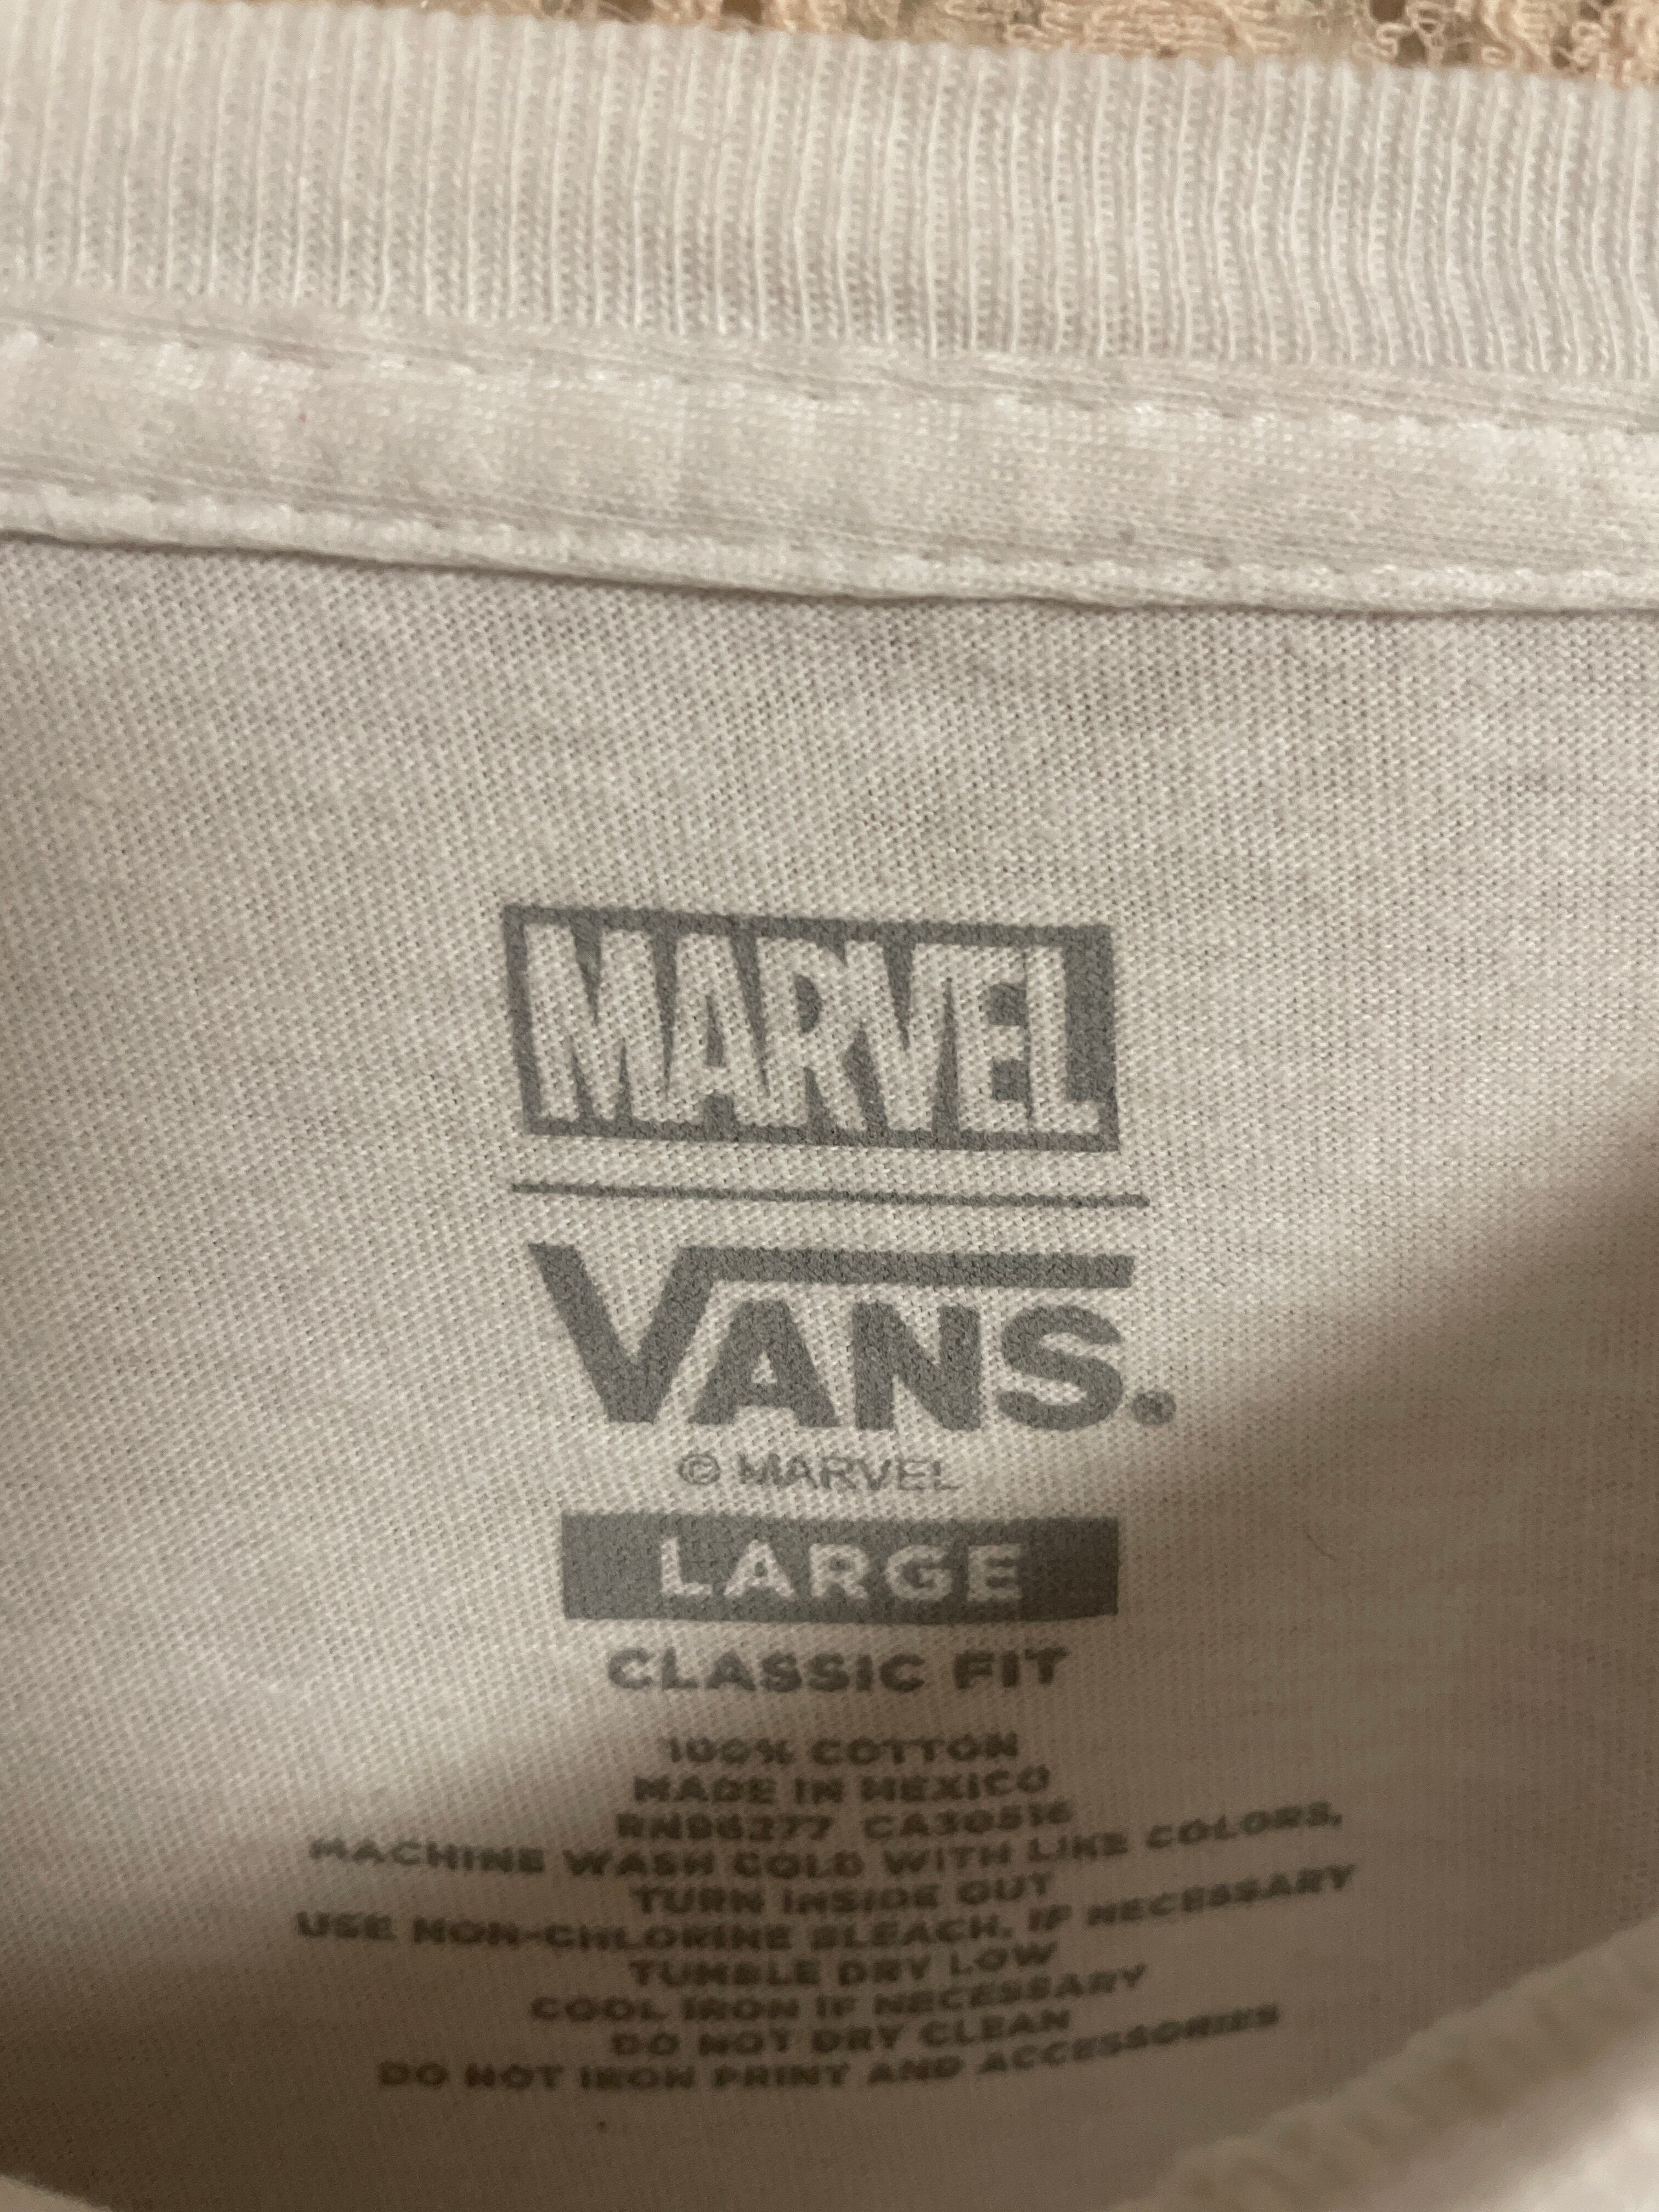 MARVEL
VANS.®
© MARVEL
LARGE
CLASSIC FIT
100% COTTON
MADE IN MEXICO
RN96277 CA30516
MACHINE WASH COLD WITH LIKE COLORS,
TURN INSIDE OUT
USE NON-CHLORINE BLEACH, IF NECESSARY
TUMBLE DRY LOW
COOL IRON IF NECESSARY
DO NOT DRY CLEAN
DO NOT IRON PRINT AND ACCESSORIES